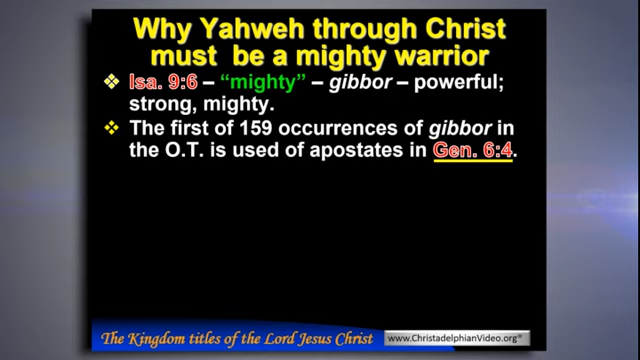 Why Yahweh through Christ
must be a mighty warrior
Isa. 9:6 – “mighty” – gibbor – powerful;
strong, mighty.
The first of 159 occurrences of gibbor in
the O.T. is used of apostates in Gen. 6:4.
The Kingdom titles of the Lord Jesus Christ
www.ChristadelphianVideo.org®